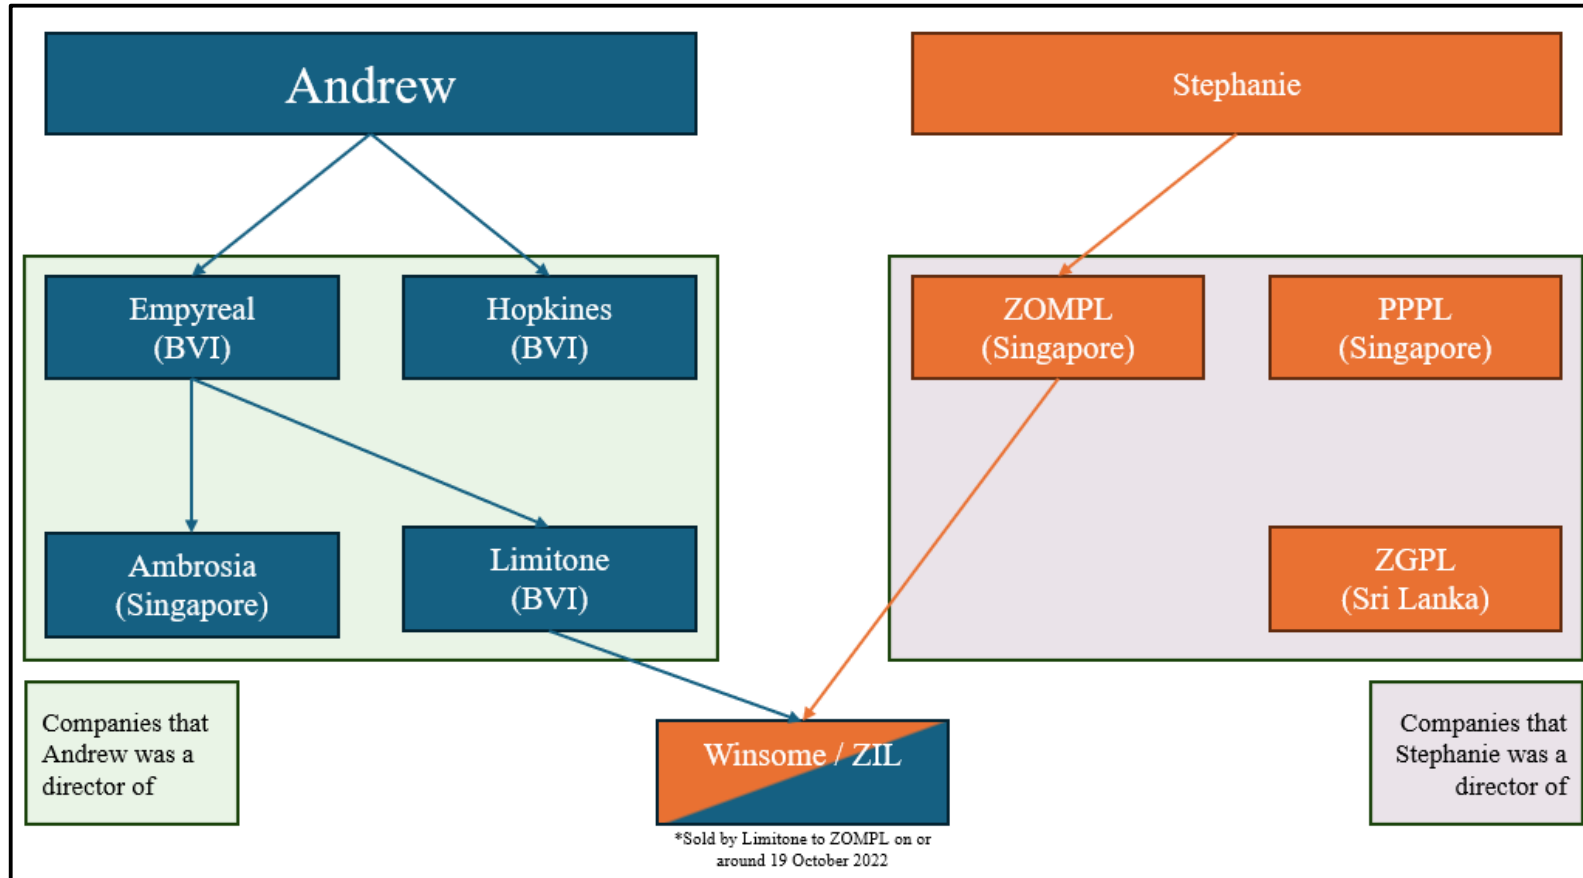 Andrew
Stephanie
Empyreal
(BVI)
Hopkines
(BVI)
ZOMPL
(Singapore)
PPPL
(Singapore)
Ambrosia
(Singapore)
Limitone
(BVI)
ZGPL
(Sri Lanka)
Companies that
Andrew was a
director of
Winsome / ZIL
*Sold by Limitone to ZOMPL on or
around 19 October 2022
Companies that
Stephanie was a
director of